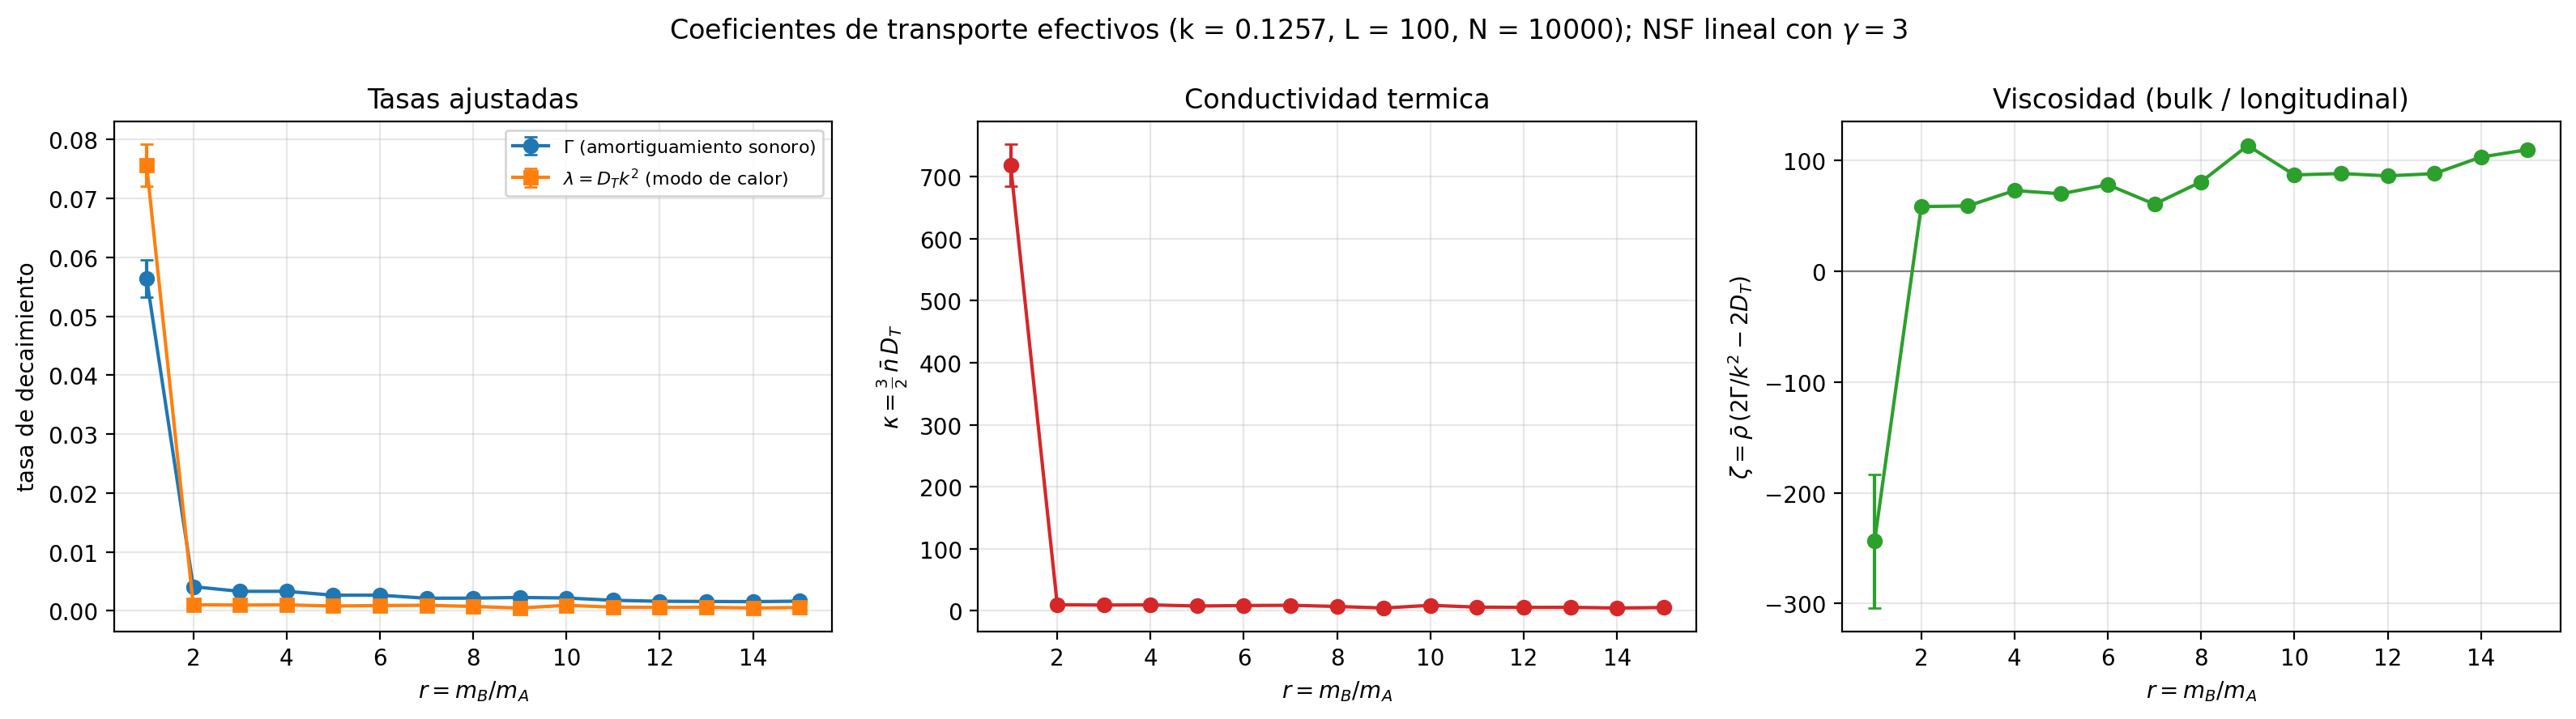 Coeficientes de transporte efectivos (k = 0.1257, L = 100, N = 10000); NSF lineal con γ = 3
Tasas ajustadas
tasa de decaimiento
0.08
0.07
0.06
0.05
0.04
0.03
0.02
0.01
0.00
Γ (amortiguamiento sonoro)
λ = D_T k² (modo de calor)
2 4 6 8 10 12 14
r = m_B/m_A
Conductividad termica
κ = 3/2 n̄ D_T
700
600
500
400
300
200
100
0
2 4 6 8 10 12 14
r = m_B/m_A
Viscosidad (bulk / longitudinal)
ζ = ρ̄ (2Γ/k² − 2D_T)
100
0
−100
−200
−300
2 4 6 8 10 12 14
r = m_B/m_A